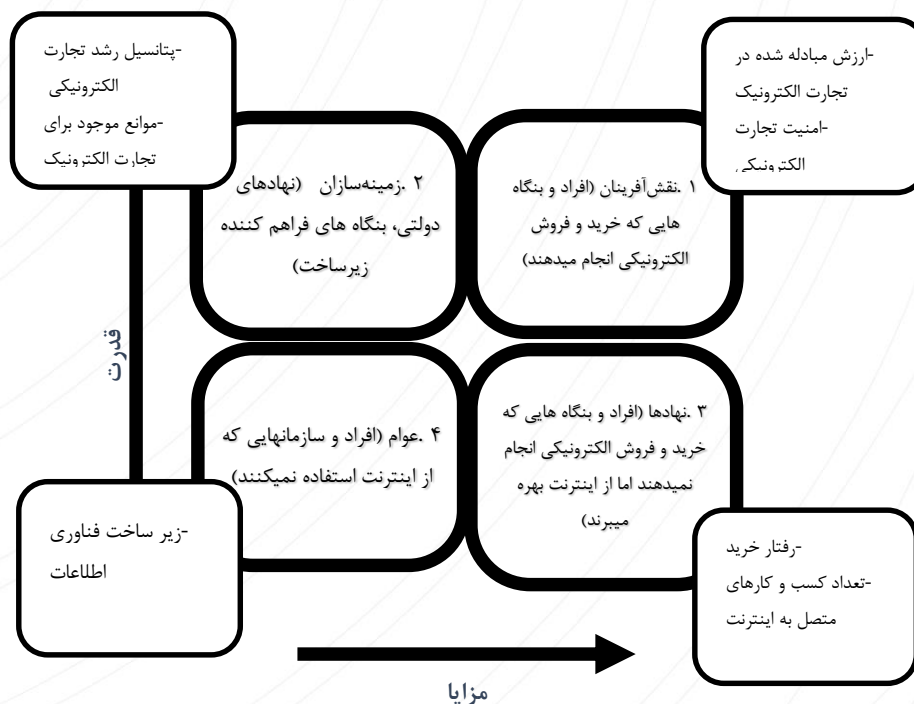 -ارزش مبادله شده در
تجارت الکترونیک
-امنیت تجارت
الکترونیکی
-پتانسیل رشد تجارت
الکترونیکی
-موانع موجود برای
تجارت الکترونیک
۱ .نقش‌آفرینان (افراد و بنگاه
هایی که خرید و فروش
الکترونیکی انجام میدهند)
۲ .زمینه‌سازان (نهادهای
دولتی، بنگاه های فراهم کننده
زیرساخت)
قدرت
۳ .نهادها (افراد و بنگاه هایی که
خرید و فروش الکترونیکی انجام
نمیدهند اما از اینترنت بهره
میبرند)
۴ .عوام (افراد و سازمانهایی که
از اینترنت استفاده نمیکنند)
-رفتار خرید
-تعداد کسب و کارهای
متصل به اینترنت
-زیر ساخت فناوری
اطلاعات
مزایا